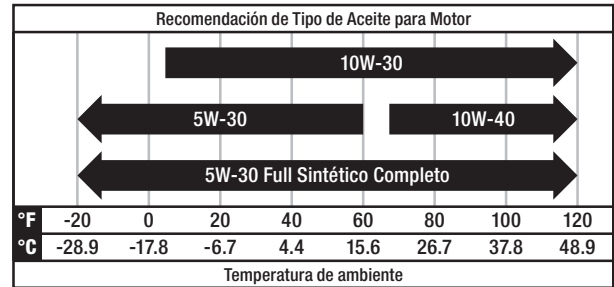 Recomendación de Tipo de Aceite para Motor
10W-30
5W-30 10W-40
5W-30 Full Sintético Completo
°F -20 0 20 40 60 80 100 120
°C -28.9 -17.8 -6.7 4.4 15.6 26.7 37.8 48.9
Temperatura de ambiente